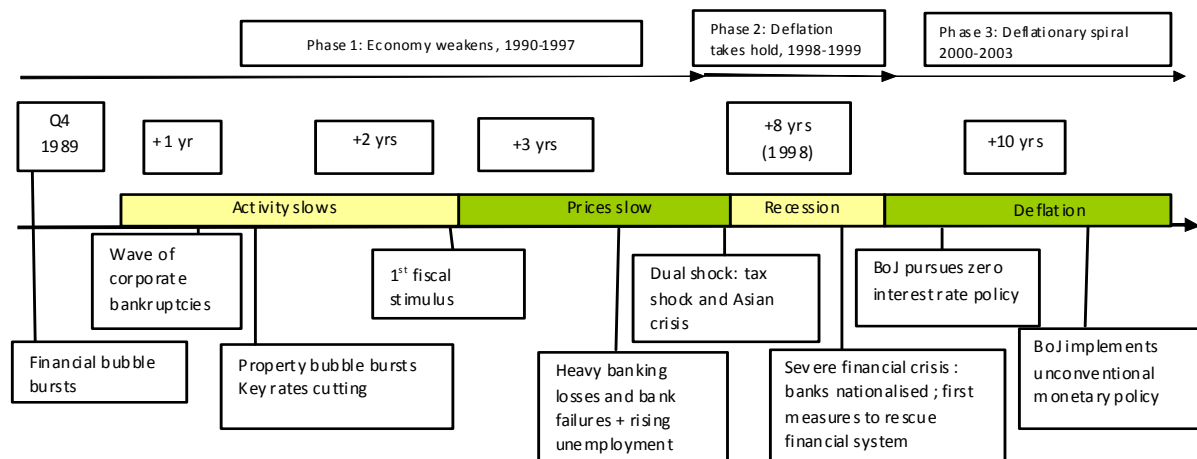 Phase 1: Economy weakens, 1990-1997
Phase 2: Deflation
takes hold, 1998-1999
Phase 3: Deflationary spiral
2000-2003
Q4
1989
+1 yr
+2 yrs
+3 yrs
+8 yrs
(1998)
+10 yrs
Activity slows
Prices slow
Recession
Deflation
Wave of
corporate
bankruptcies
1st fiscal
stimulus
Dual shock: tax
shock and Asian
crisis
BoJ pursues zero
interest rate policy
Financial bubble
bursts
Property bubble bursts
Key rates cutting
Heavy banking
losses and bank
failures + rising
unemployment
Severe financial crisis :
banks nationalised ; first
measures to rescue
financial system
BoJ implements
unconventional
monetary policy